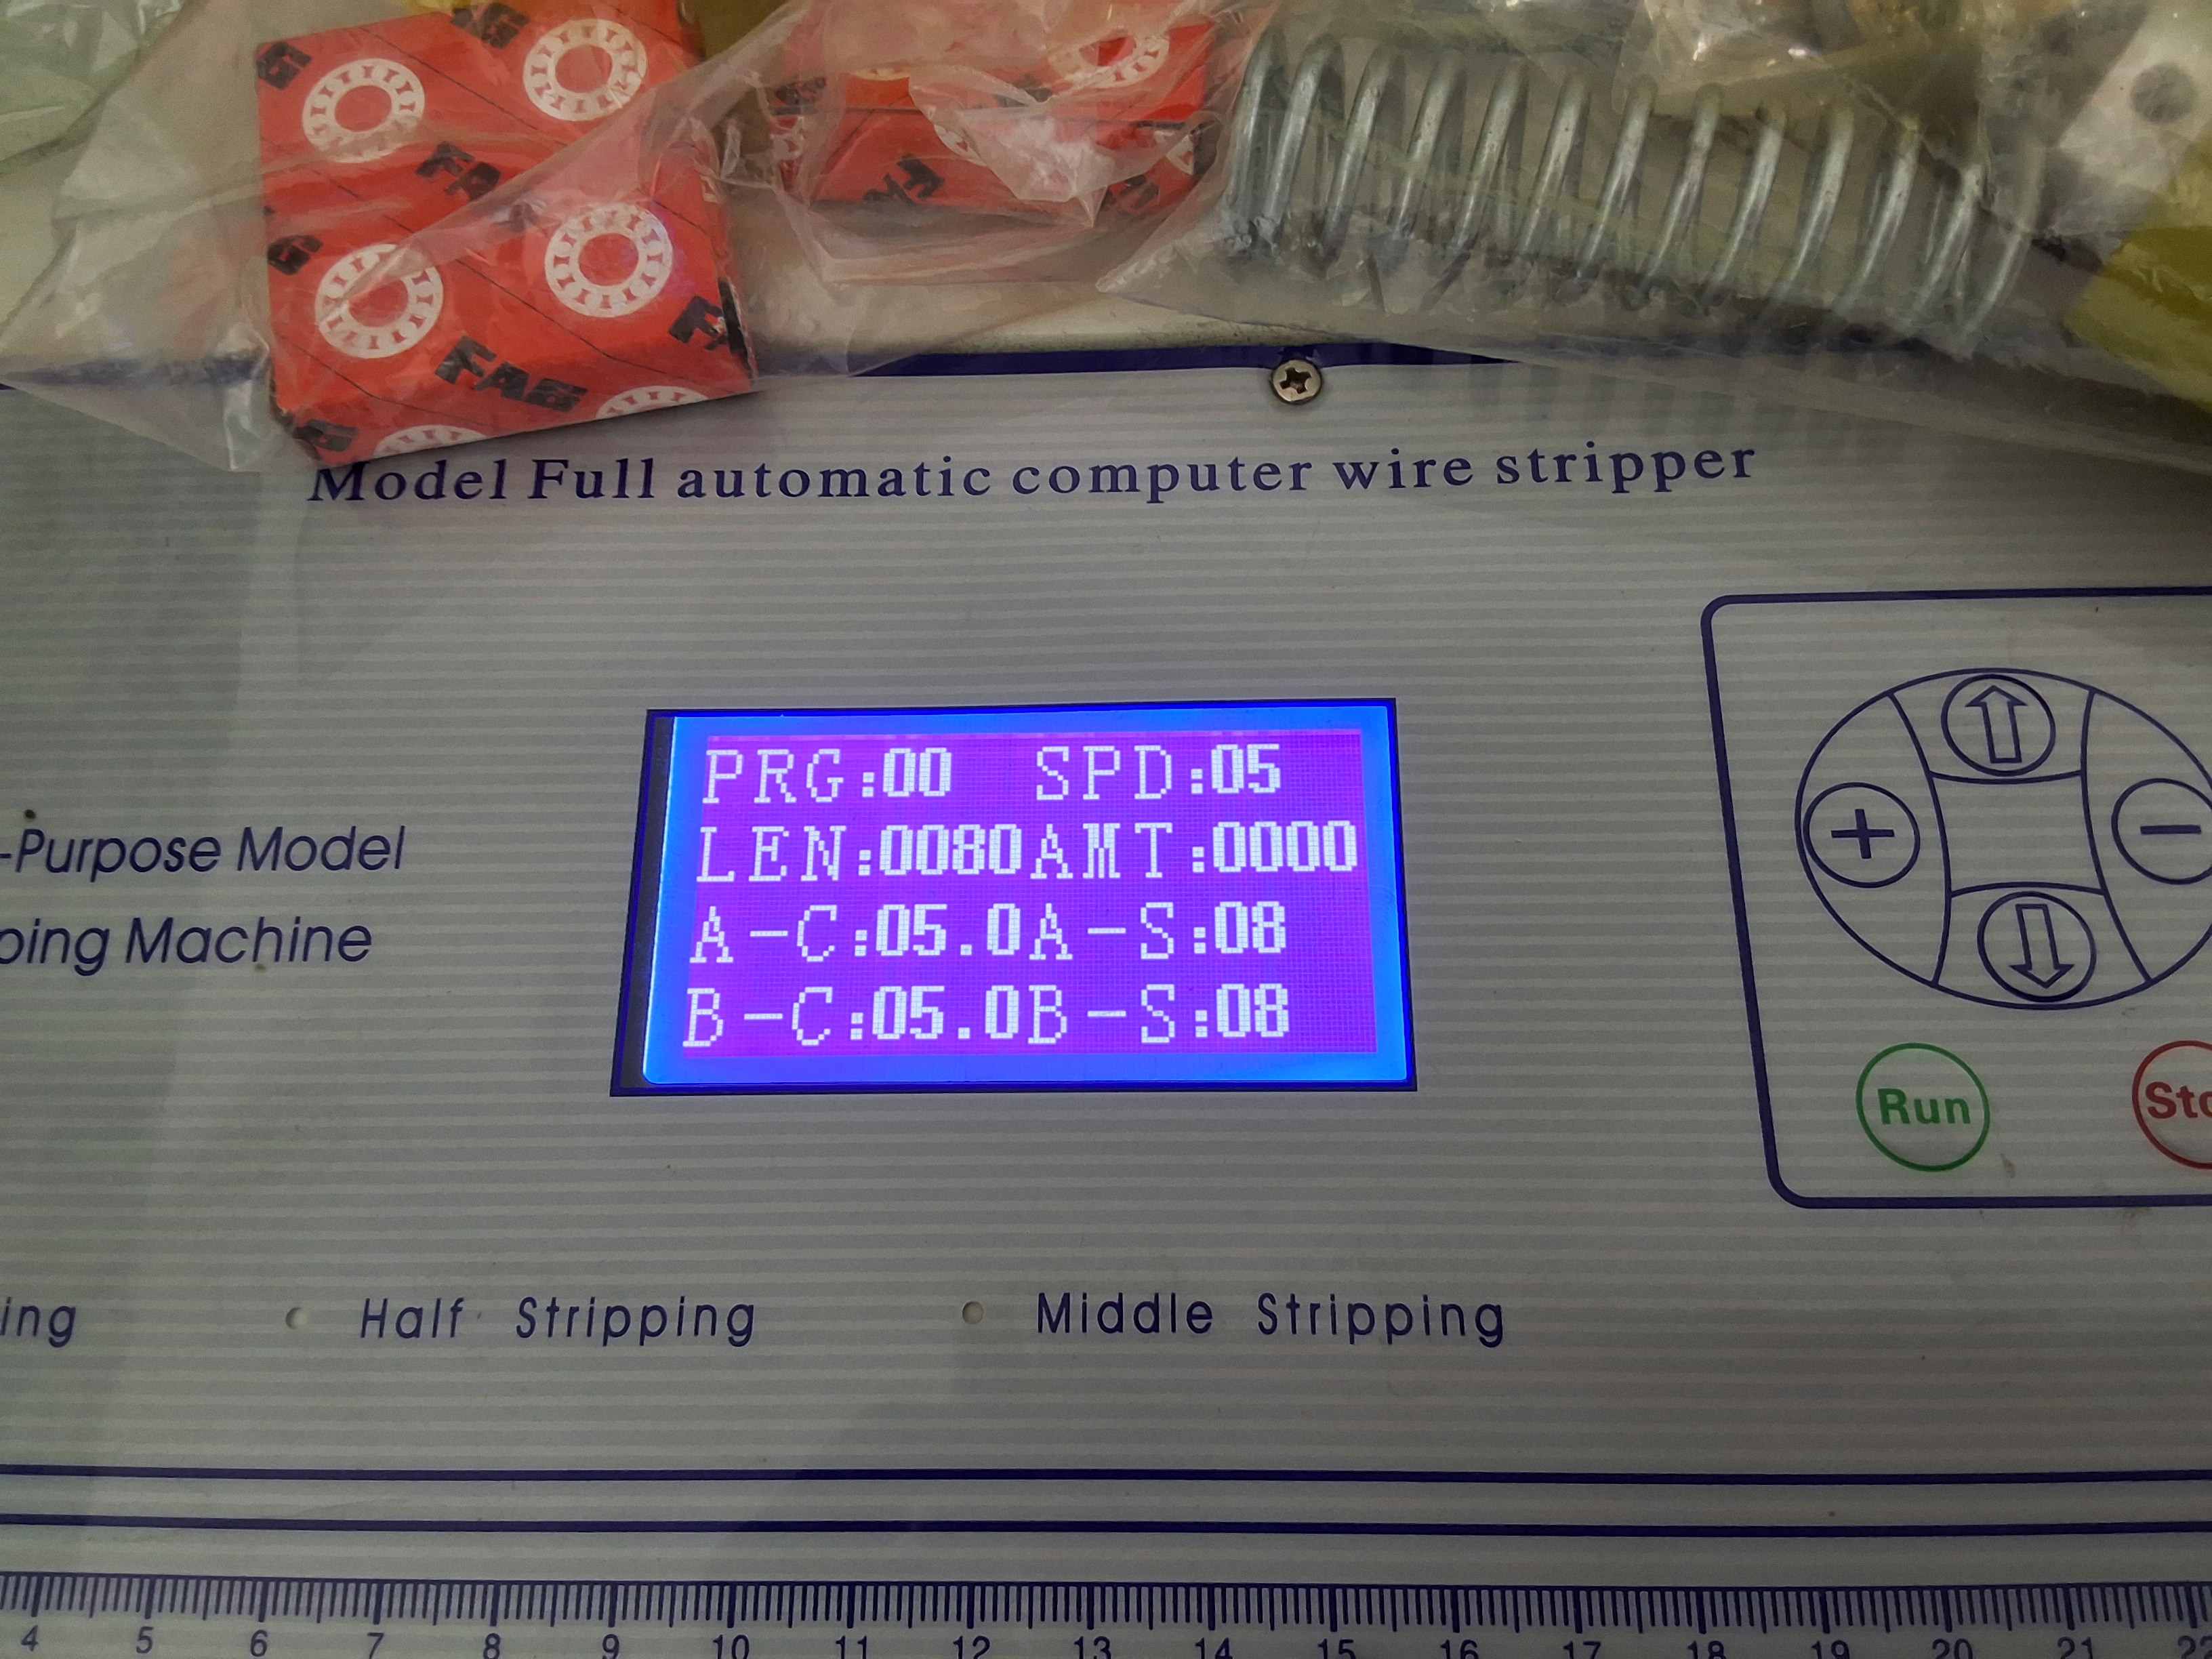 FAG
Model Full automatic computer wire stripper
PRG:00 SPD:05
LEN:0080AMT:0000
A-C:05.0A-S:08
B-C:05.0B-S:08
-Purpose Model
ping Machine
Run
ing Half Stripping Middle Stripping
4 5 6 7 8 9 10 11 12 13 14 15 16 17 18 19 20 21 22